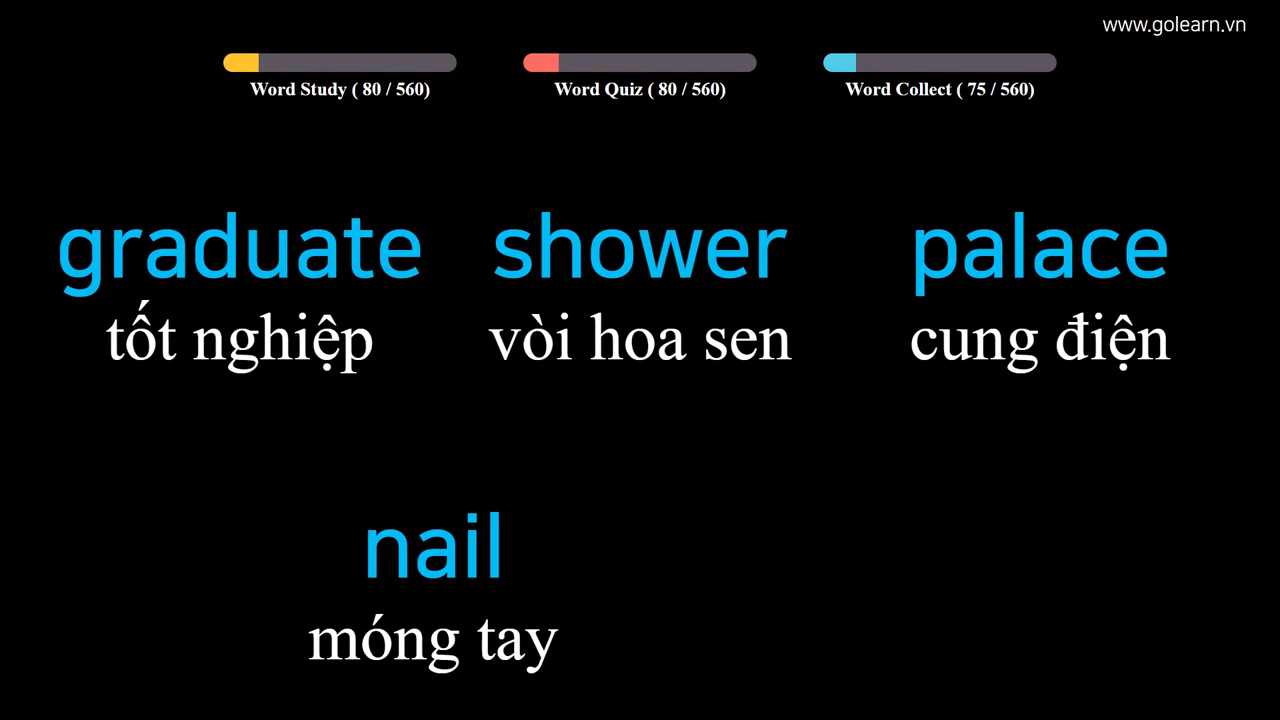 www.golearn.vn
Word Study ( 80 / 560)
Word Quiz ( 80 / 560)
Word Collect ( 75 / 560)
graduate
tốt nghiệp
shower
vòi hoa sen
palace
cung điện
nail
móng tay